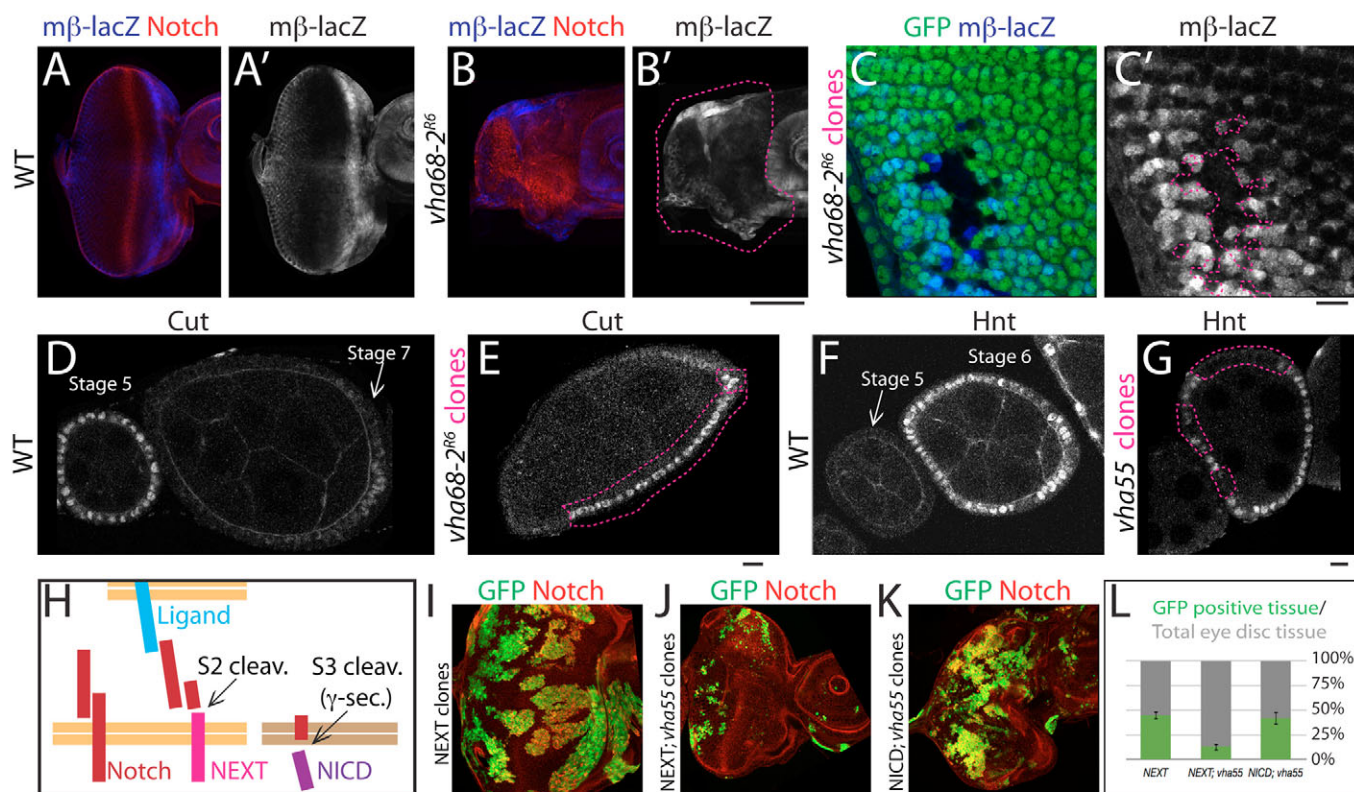 mβ-lacZ Notch
mβ-lacZ
mβ-lacZ Notch
mβ-lacZ
GFP mβ-lacZ
mβ-lacZ
WT
A
A'
vha68-2R6
B
B'
vha68-2R6 clones
C
C'
Cut
Cut
Hnt
Hnt
WT
D
Stage 5
Stage 7
vha68-2R6 clones
E
WT
F
Stage 5
Stage 6
vha55 clones
G
H
Ligand
S2 cleav.
S3 cleav.
(γ-sec.)
Notch
NEXT
NICD
GFP Notch
I
NEXT clones
GFP Notch
J
NEXT; vha55 clones
GFP Notch
K
NICD; vha55 clones
L
GFP positive tissue/
Total eye disc tissue
100%
75%
50%
25%
0%
NEXT
NEXT; vha55
NICD; vha55